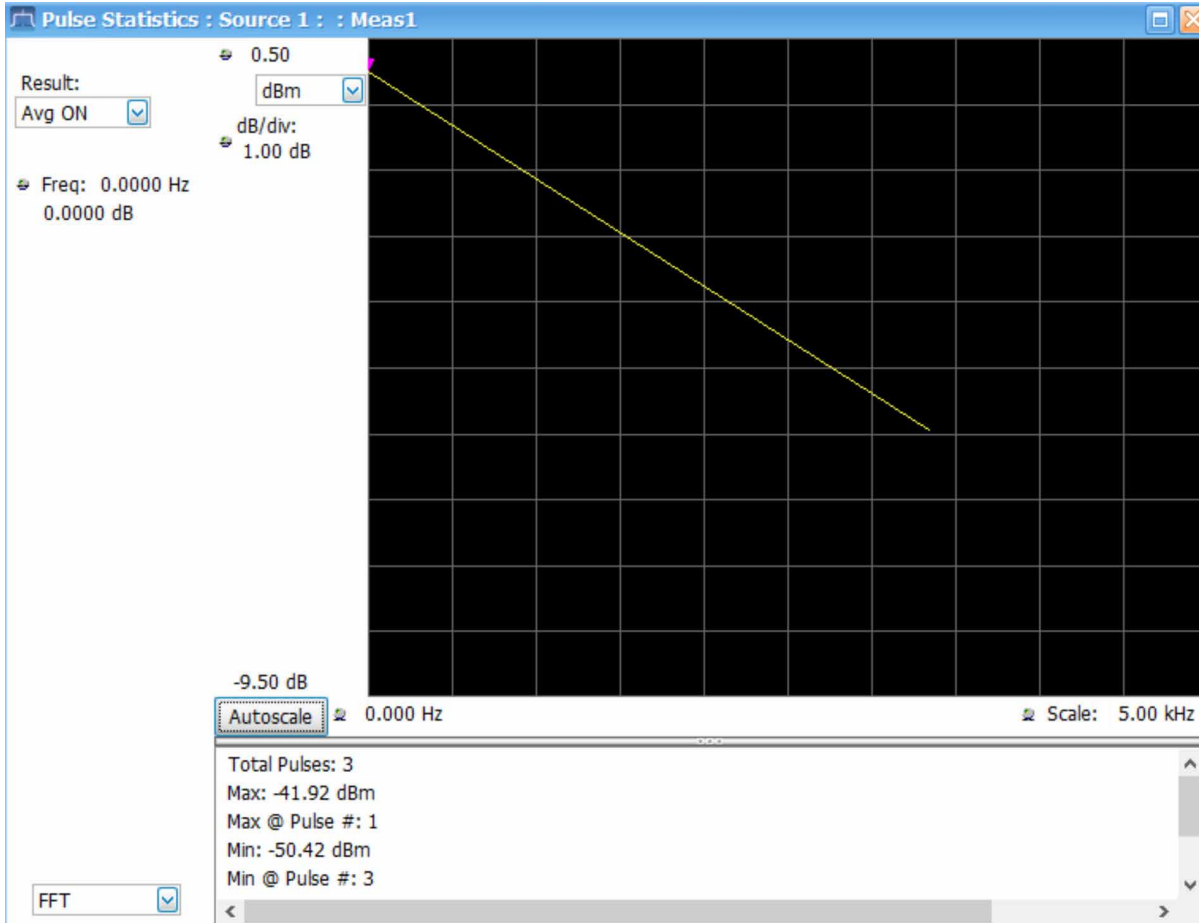 Pulse Statistics : Source 1 : : Meas1
Result:
Avg ON
Freq: 0.0000 Hz
0.0000 dB
0.50
dBm
dB/div:
1.00 dB
-9.50 dB
Autoscale
0.000 Hz
Scale: 5.00 kHz
Total Pulses: 3
Max: -41.92 dBm
Max @ Pulse #: 1
Min: -50.42 dBm
Min @ Pulse #: 3
FFT